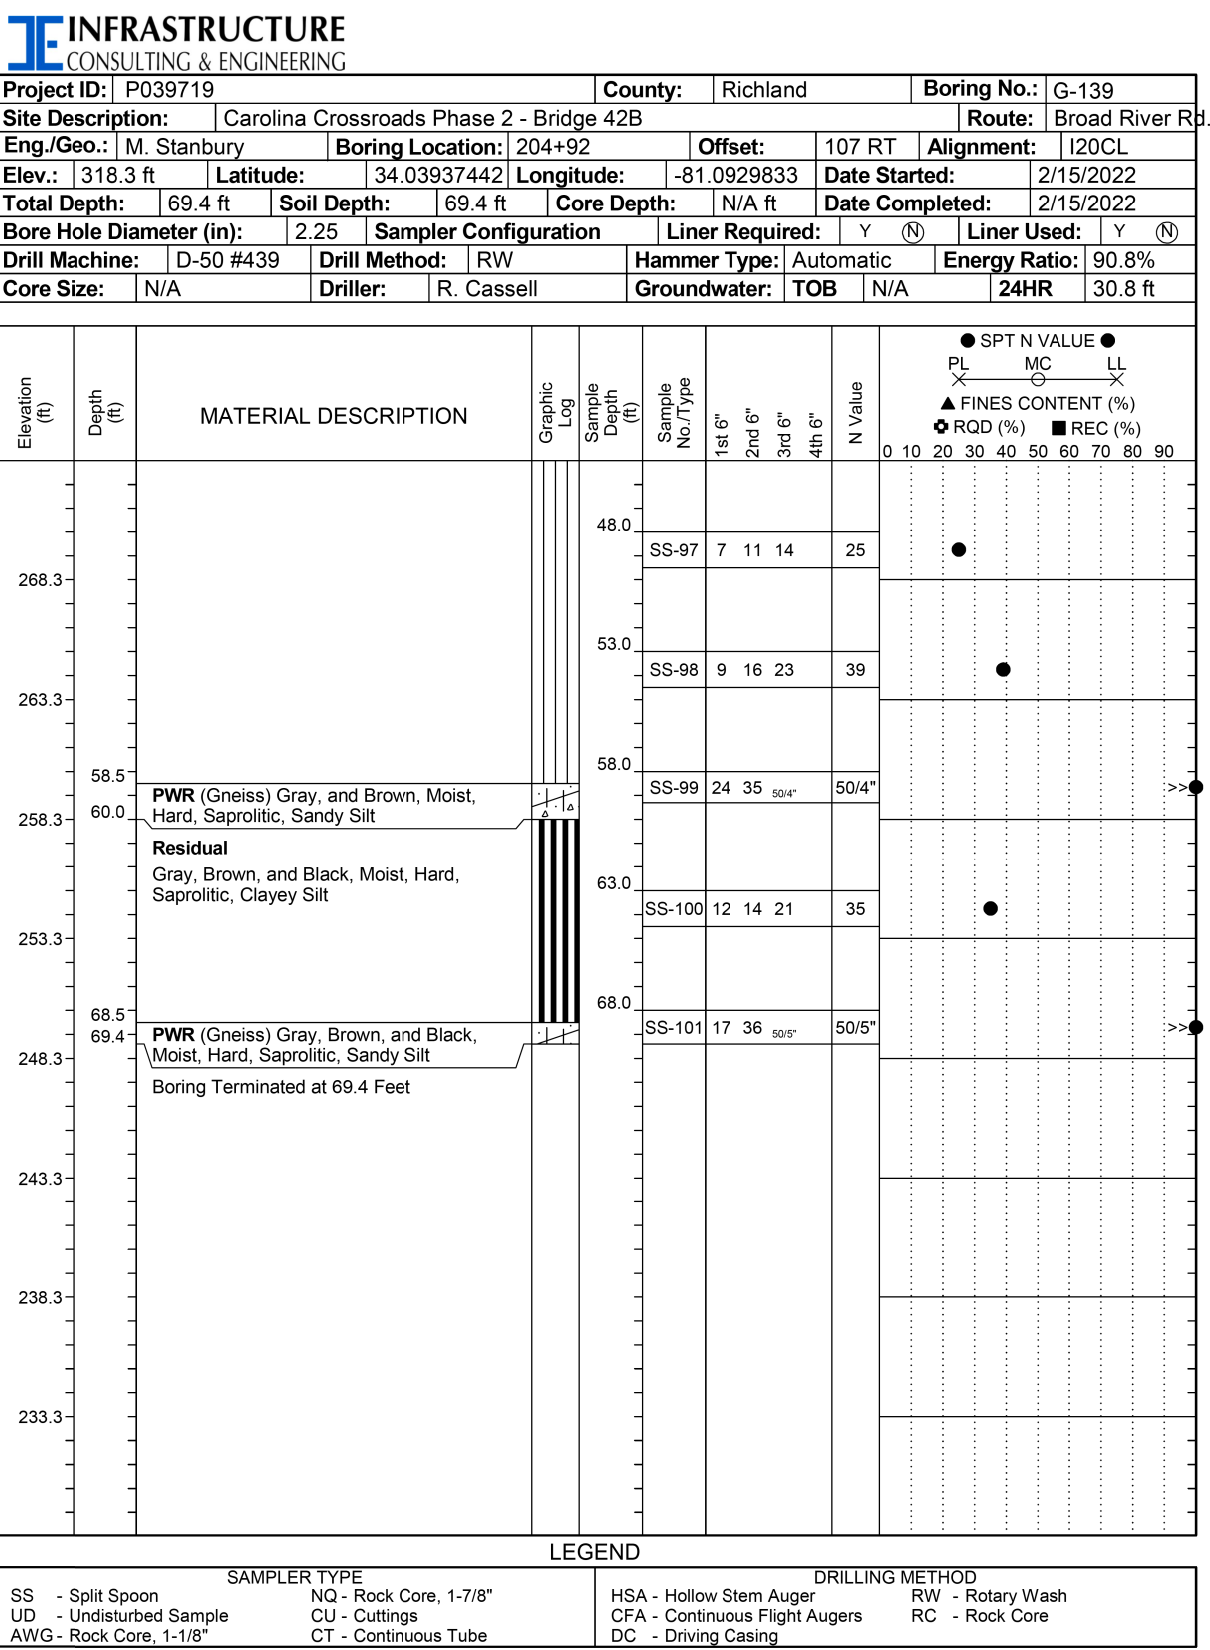 INFRASTRUCTURE
CONSULTING & ENGINEERING
Project ID: P039719 County: Richland Boring No.: G-139
Site Description: Carolina Crossroads Phase 2 - Bridge 42B Route: Broad River Rd.
Eng./Geo.: M. Stanbury Boring Location: 204+92 Offset: 107 RT Alignment: I20CL
Elev.: 318.3 ft Latitude: 34.03937442 Longitude: -81.0929833 Date Started: 2/15/2022
Total Depth: 69.4 ft Soil Depth: 69.4 ft Core Depth: N/A ft Date Completed: 2/15/2022
Bore Hole Diameter (in): 2.25 Sampler Configuration Liner Required: Y N Liner Used: Y N
Drill Machine: D-50 #439 Drill Method: RW Hammer Type: Automatic Energy Ratio: 90.8%
Core Size: N/A Driller: R. Cassell Groundwater: TOB N/A 24HR 30.8 ft
Elevation (ft)
Depth (ft)
MATERIAL DESCRIPTION
Graphic Log
Sample Depth (ft)
Sample No./Type
1st 6"
2nd 6"
3rd 6"
4th 6"
N Value
● SPT N VALUE ●
PL MC LL
▲ FINES CONTENT (%)
RQD (%) ■ REC (%)
0 10 20 30 40 50 60 70 80 90
48.0
SS-97 7 11 14 25
268.3
53.0
SS-98 9 16 23 39
263.3
58.0
58.5
SS-99 24 35 50/4" 50/4" >>
PWR (Gneiss) Gray, and Brown, Moist,
Hard, Saprolitic, Sandy Silt
60.0
258.3
Residual
Gray, Brown, and Black, Moist, Hard,
Saprolitic, Clayey Silt
63.0
SS-100 12 14 21 35
253.3
68.0
68.5
SS-101 17 36 50/5" 50/5" >>
69.4
PWR (Gneiss) Gray, Brown, and Black,
Moist, Hard, Saprolitic, Sandy Silt
248.3
Boring Terminated at 69.4 Feet
243.3
238.3
233.3
LEGEND
SAMPLER TYPE DRILLING METHOD
SS - Split Spoon NQ - Rock Core, 1-7/8" HSA - Hollow Stem Auger RW - Rotary Wash
UD - Undisturbed Sample CU - Cuttings CFA - Continuous Flight Augers RC - Rock Core
AWG - Rock Core, 1-1/8" CT - Continuous Tube DC - Driving Casing